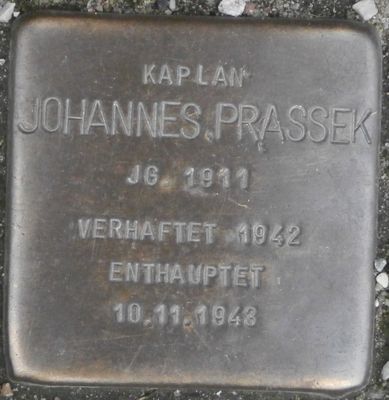 KAPLAN
JOHANNES PRASSEK
JG. 1911
VERHAFTET 1942
ENTHAUPTET
10.11.1943